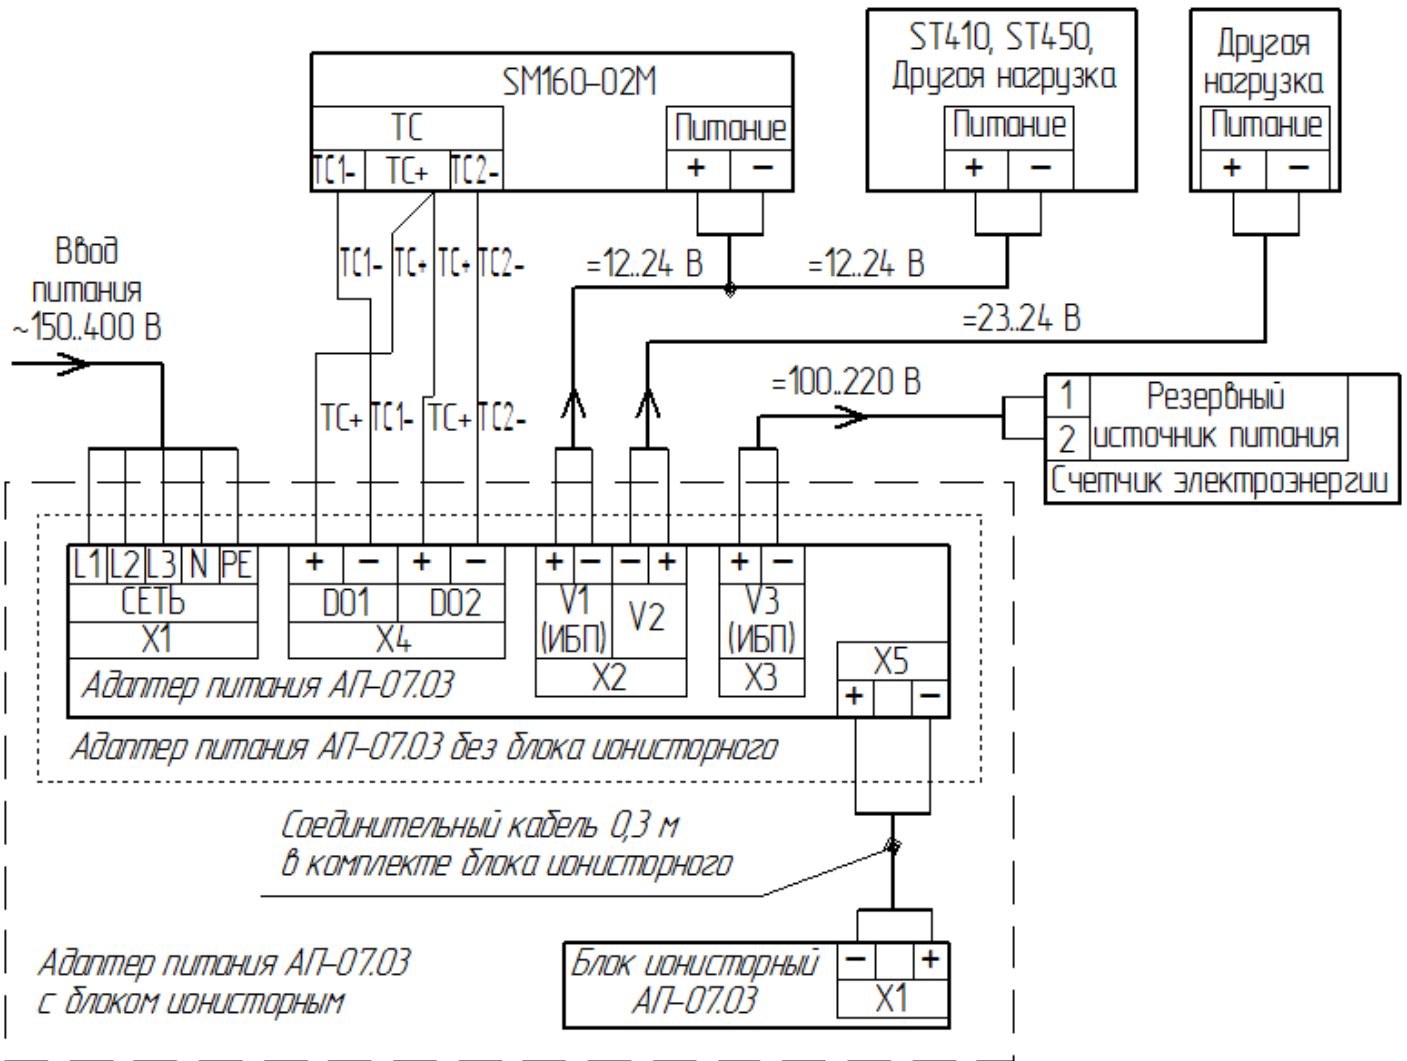 SM160-02M
ТС
Питание
ТС1- ТС+ ТС2-
+ −
ST410, ST450,
Другая нагрузка
Питание
+ −
Другая
нагрузка
Питание
+ −
Ввод
питания
~150..400 В
ТС1- ТС+ ТС+ ТС2-
=12..24 В
=12..24 В
=23..24 В
=100..220 В
ТС+ ТС1- ТС+ ТС2-
1
2
Резервный
источник питания
Счетчик электроэнергии
L1 L2 L3 N PE
СЕТЬ
X1
+ − + −
DO1 DO2
X4
+ − − +
V1
(ИБП)
V2
X2
+ −
V3
(ИБП)
X3
X5
+ −
Адаптер питания АП-07.03
Адаптер питания АП-07.03 без блока ионисторного
Соединительный кабель 0,3 м
в комплекте блока ионисторного
Адаптер питания АП-07.03
с блоком ионисторным
Блок ионисторный
АП-07.03
− +
X1